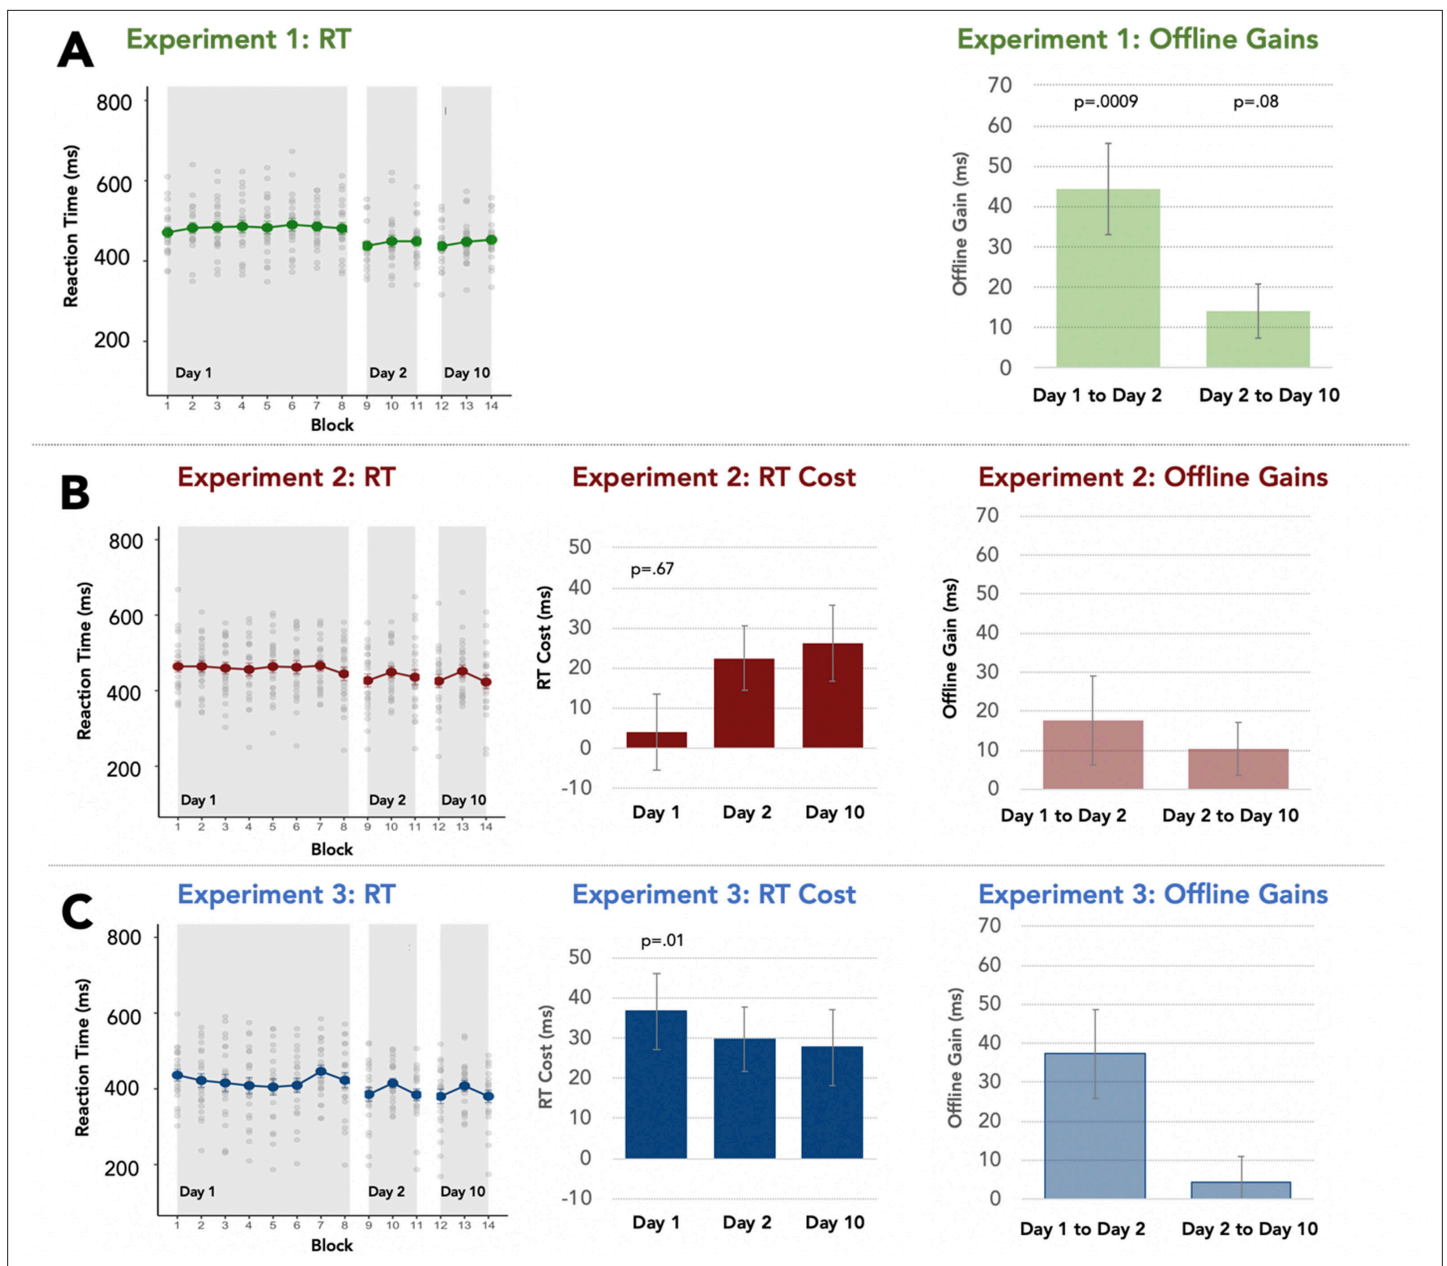 A
Experiment 1: RT
Experiment 1: Offline Gains
Reaction Time (ms)
800
600
400
200
Day 1
Day 2
Day 10
1 2 3 4 5 6 7 8 9 10 11 12 13 14
Block
Offline Gain (ms)
70
60
50
40
30
20
10
0
p=.0009
p=.08
Day 1 to Day 2
Day 2 to Day 10
B
Experiment 2: RT
Experiment 2: RT Cost
Experiment 2: Offline Gains
Reaction Time (ms)
800
600
400
200
Day 1
Day 2
Day 10
1 2 3 4 5 6 7 8 9 10 11 12 13 14
Block
RT Cost (ms)
50
40
30
20
10
0
-10
p=.67
Day 1
Day 2
Day 10
Offline Gain (ms)
70
60
50
40
30
20
10
0
Day 1 to Day 2
Day 2 to Day 10
C
Experiment 3: RT
Experiment 3: RT Cost
Experiment 3: Offline Gains
Reaction Time (ms)
800
600
400
200
Day 1
Day 2
Day 10
1 2 3 4 5 6 7 8 9 10 11 12 13 14
Block
RT Cost (ms)
50
40
30
20
10
0
-10
p=.01
Day 1
Day 2
Day 10
Offline Gain (ms)
70
60
50
40
30
20
10
0
Day 1 to Day 2
Day 2 to Day 10